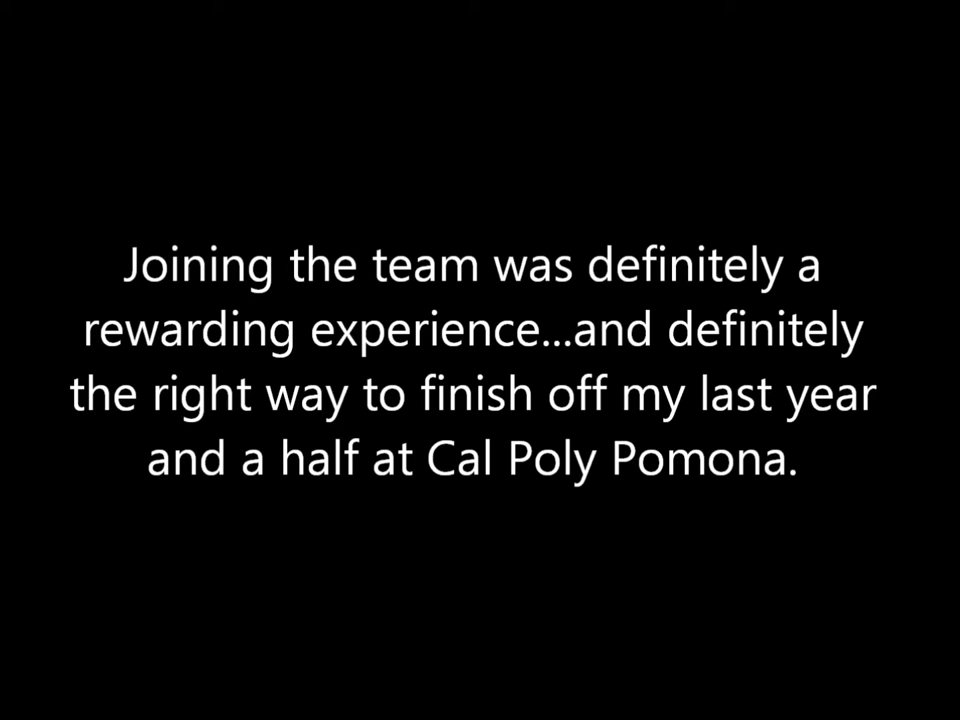 Joining the team was definitely a
rewarding experience...and definitely
the right way to finish off my last year
and a half at Cal Poly Pomona.